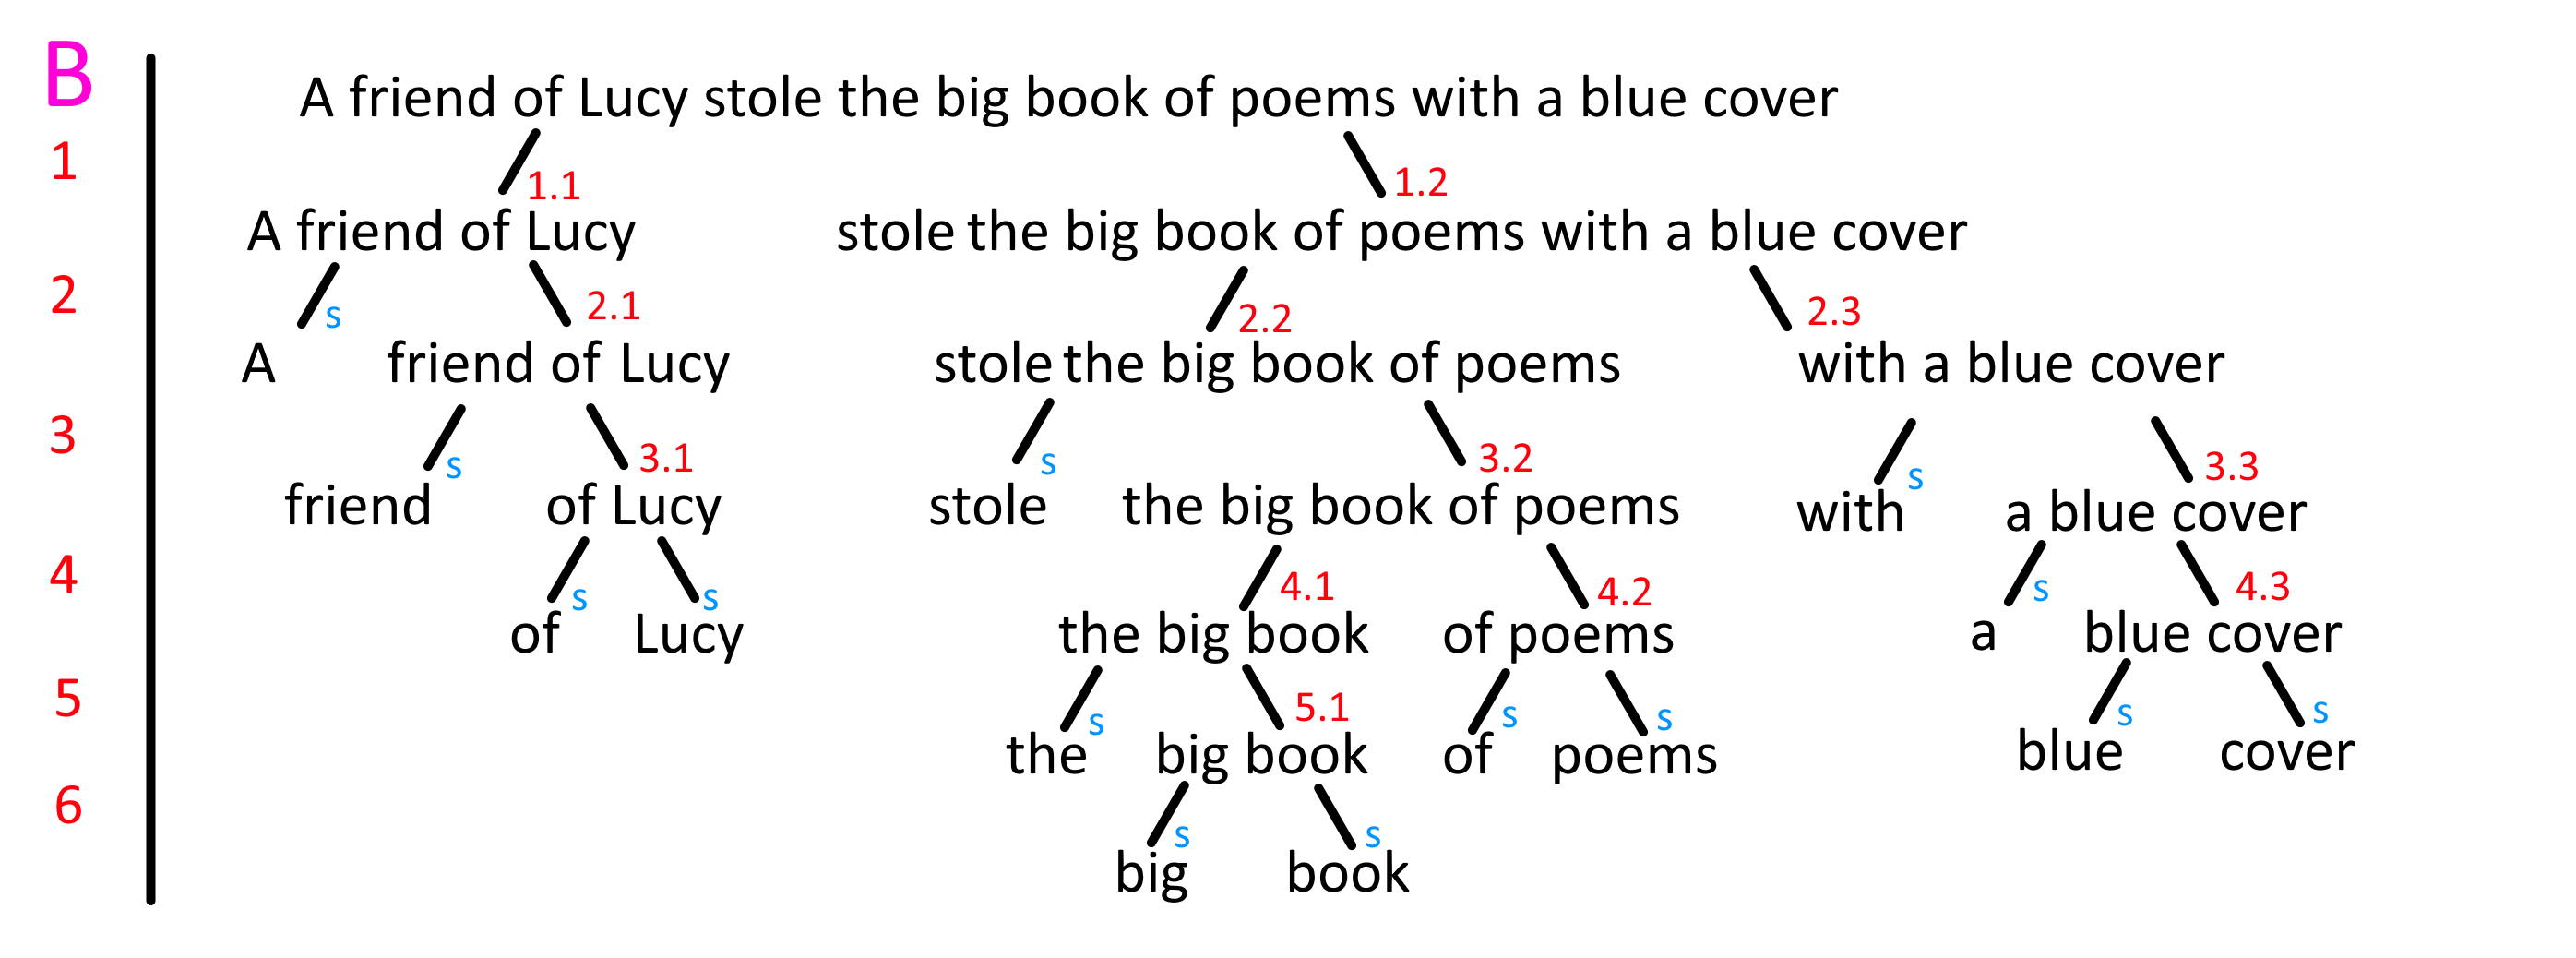 B
A friend of Lucy stole the big book of poems with a blue cover
1
1.1 1.2
A friend of Lucy stole the big book of poems with a blue cover
2
s 2.1 2.2 2.3
A friend of Lucy stole the big book of poems with a blue cover
3
s 3.1 s 3.2 s 3.3
friend of Lucy stole the big book of poems with a blue cover
4
s s 4.1 4.2 s 4.3
of Lucy the big book of poems a blue cover
5
s 5.1 s s s s
the big book of poems blue cover
6
s s
big book